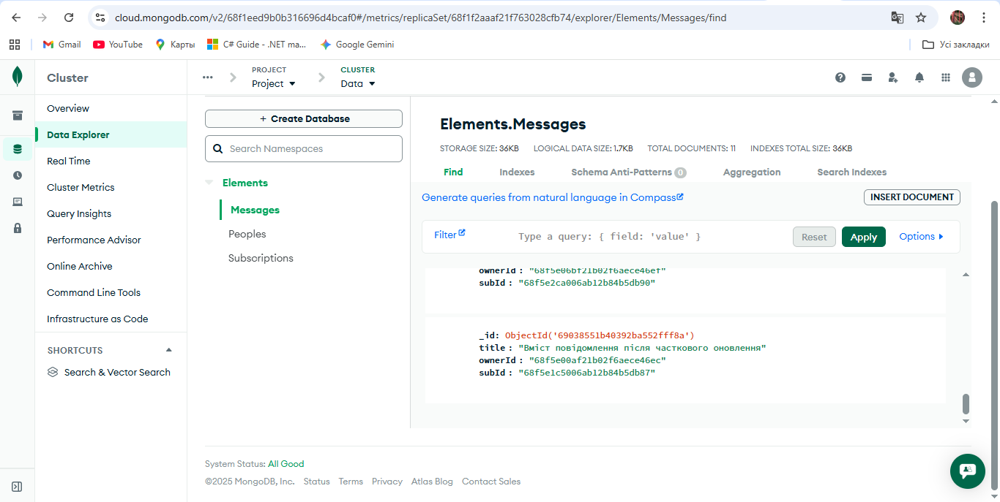 cloud.mongodb.com/v2/68f1eed9b0b316696d4bcaf0#/metrics/replicaSet/68f1f2aaaf21f763028cfb74/explorer/Elements/Messages/find
Gmail
YouTube
Карты
C# Guide - .NET ma...
Google Gemini
Усі закладки
Cluster
PROJECT
Project
CLUSTER
Data
Overview
Data Explorer
Real Time
Cluster Metrics
Query Insights
Performance Advisor
Online Archive
Command Line Tools
Infrastructure as Code
SHORTCUTS
Search & Vector Search
+ Create Database
Search Namespaces
Elements
Messages
Peoples
Subscriptions
Elements.Messages
STORAGE SIZE: 36KB LOGICAL DATA SIZE: 1.7KB TOTAL DOCUMENTS: 11 INDEXES TOTAL SIZE: 36KB
Find Indexes Schema Anti-Patterns 0 Aggregation Search Indexes
Generate queries from natural language in Compass
INSERT DOCUMENT
Filter
Type a query: { field: 'value' }
Reset
Apply
Options
ownerId : "68f5e06bf21b02f6aece46ef"
subId : "68f5e2ca006ab12b84b5db90"
_id: ObjectId('69038551b40392ba552fff8a')
title : "Вміст повідомлення після часткового оновлення"
ownerId : "68f5e00af21b02f6aece46ec"
subId : "68f5e1c5006ab12b84b5db87"
System Status: All Good
©2025 MongoDB, Inc. Status Terms Privacy Atlas Blog Contact Sales